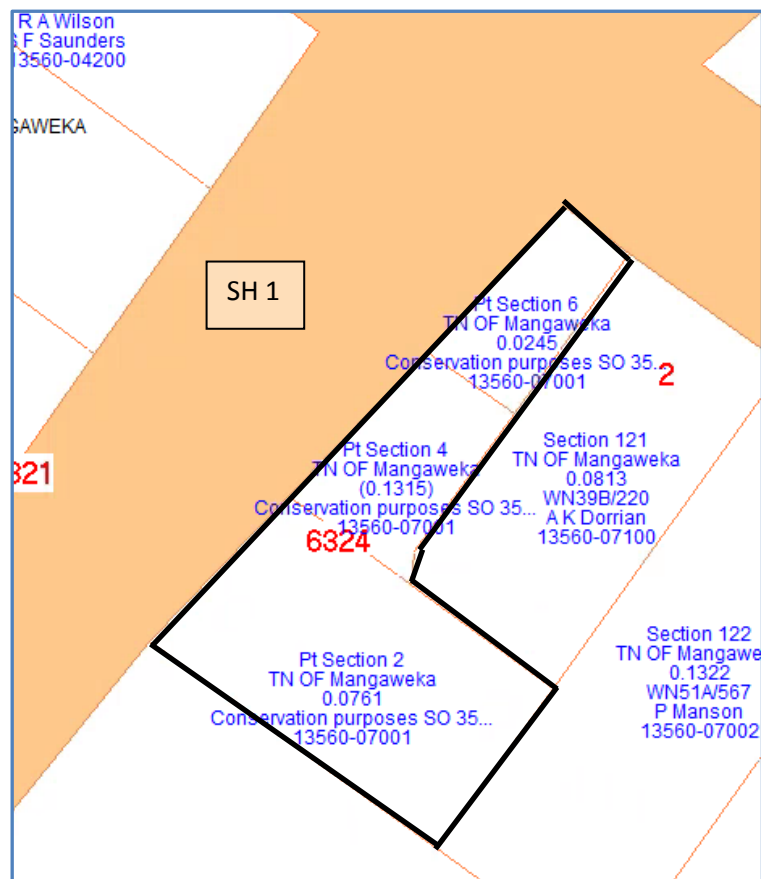 R A Wilson
S F Saunders
13560-04200
GAWEKA
SH 1
Pt Section 6
TN OF Mangaweka
0.0245
Conservation purposes SO 35...
13560-07001
2
Pt Section 4
TN OF Mangaweka
(0.1315)
Conservation purposes SO 35...
13560-07001
Section 121
TN OF Mangaweka
0.0813
WN39B/220
A K Dorrian
13560-07100
321
6324
Pt Section 2
TN OF Mangaweka
0.0761
Conservation purposes SO 35...
13560-07001
Section 122
TN OF Mangawe
0.1322
WN51A/567
P Manson
13560-07002